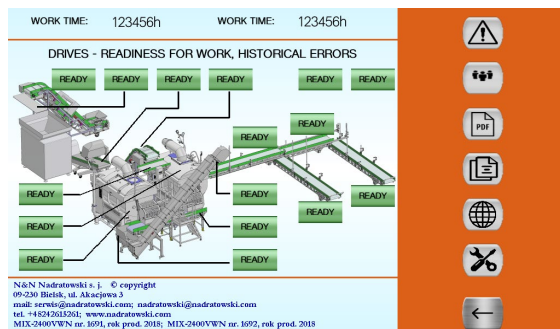 WORK TIME: 123456h WORK TIME: 123456h
DRIVES - READINESS FOR WORK, HISTORICAL ERRORS
READY READY READY READY READY READY
READY READY
READY READY READY
READY READY READY
READY READY
N&N Nadratowski s. j. © copyright
09-230 Bielsk, ul. Akacjowa 3
mail: serwis@nadratowski.com; nadratowski@nadratowski.com
tel. +48242615261; www.nadratowski.com
MIX-2400VWN nr. 1691, rok prod. 2018; MIX-2400VWN nr. 1692, rok prod. 2018
PDF